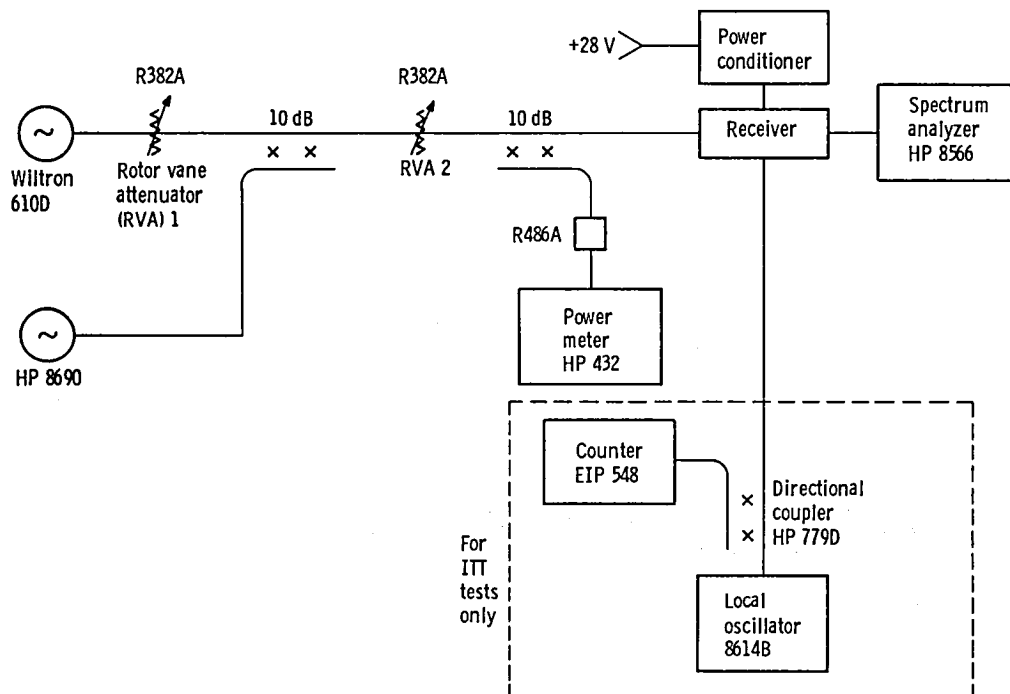 +28 V
Power
conditioner
R382A
R382A
10 dB
10 dB
Receiver
Spectrum
analyzer
HP 8566
~
Wiltron
610D
Rotor vane
attenuator
(RVA) 1
RVA 2
R486A
~
HP 8690
Power
meter
HP 432
Counter
EIP 548
Directional
coupler
HP 779D
For
ITT
tests
only
Local
oscillator
8614B